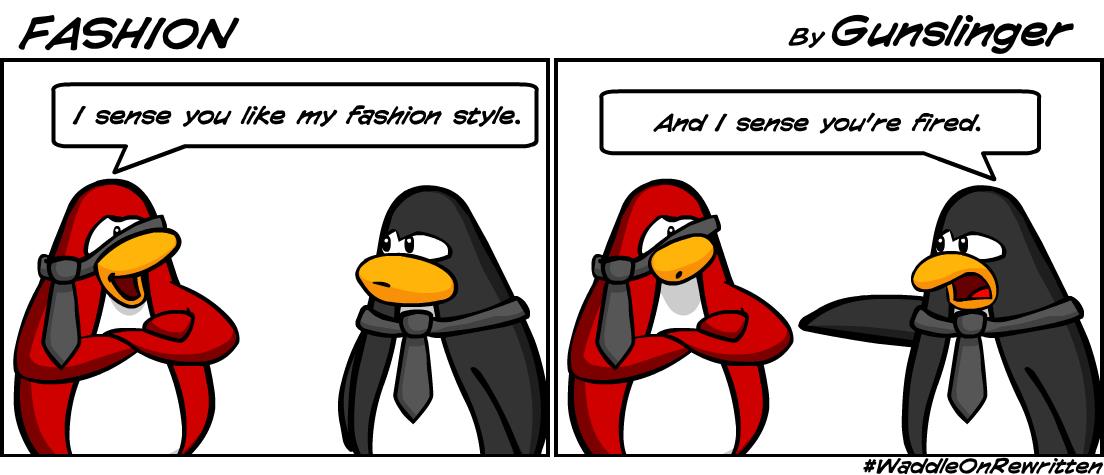 FASHION
By Gunslinger
I sense you like my fashion style.
And I sense you're fired.
#WaddleOnRewritten